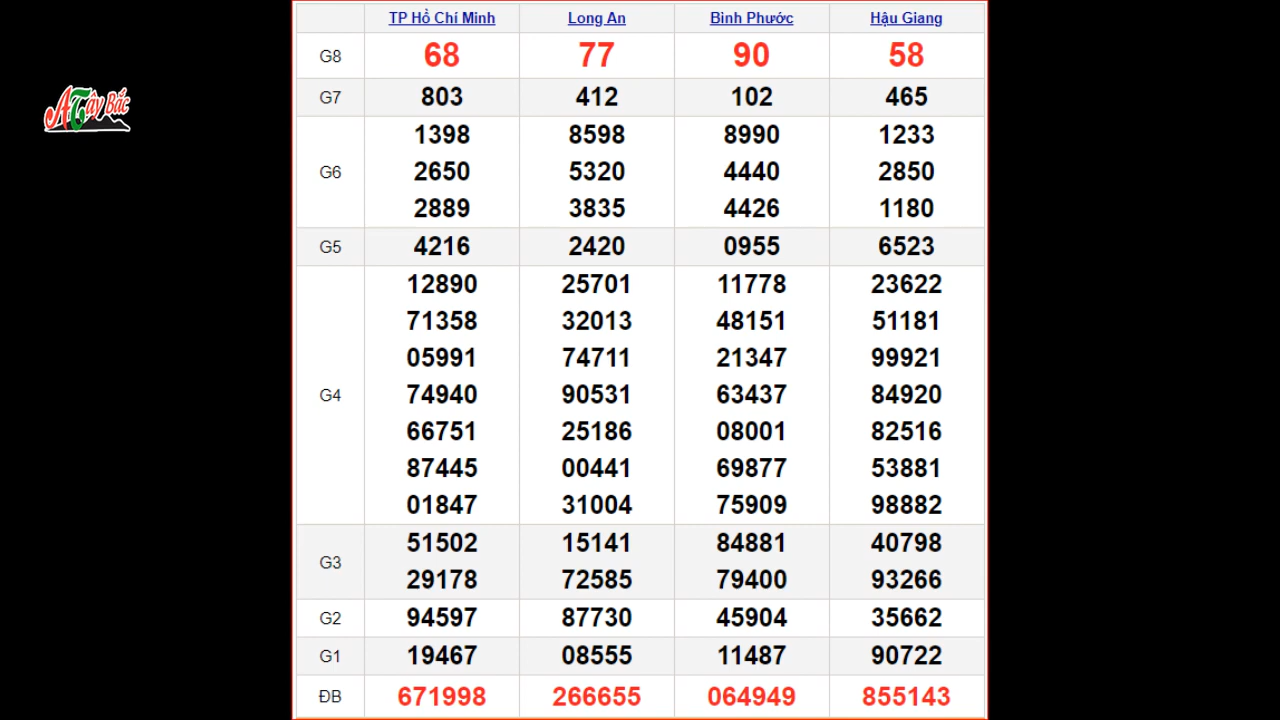 TP Hồ Chí Minh Long An Bình Phước Hậu Giang
G8 68 77 90 58
ATây Bắc
G7 803 412 102 465
1398 8598 8990 1233
G6 2650 5320 4440 2850
2889 3835 4426 1180
G5 4216 2420 0955 6523
12890 25701 11778 23622
71358 32013 48151 51181
05991 74711 21347 99921
G4 74940 90531 63437 84920
66751 25186 08001 82516
87445 00441 69877 53881
01847 31004 75909 98882
G3 51502 15141 84881 40798
29178 72585 79400 93266
G2 94597 87730 45904 35662
G1 19467 08555 11487 90722
ĐB 671998 266655 064949 855143